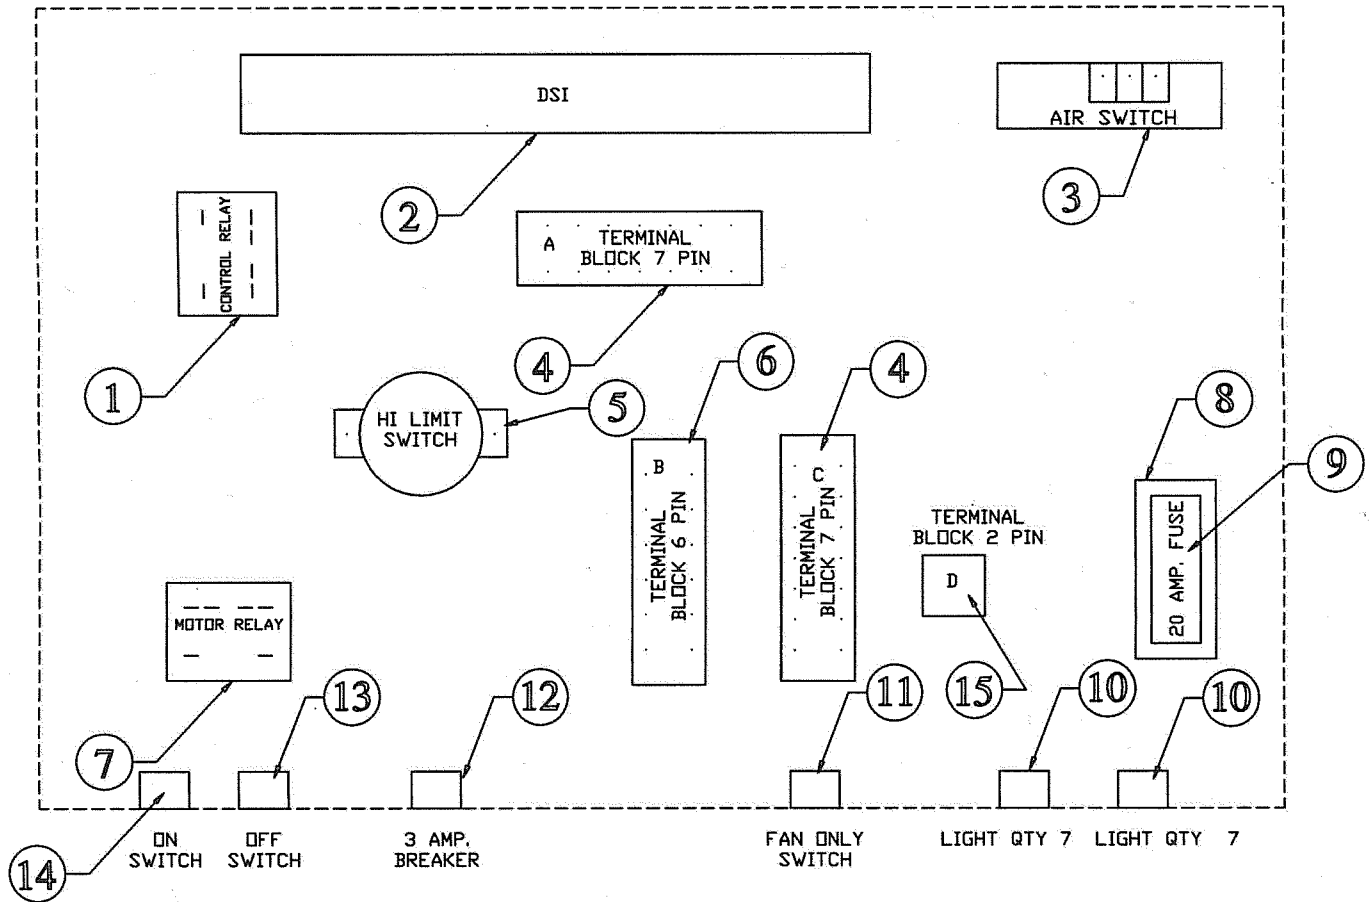 DSI
AIR SWITCH
3
2
CONTROL RELAY
A
TERMINAL
BLOCK 7 PIN
1
4
6
4
8
HI LIMIT
SWITCH
5
9
B
TERMINAL
BLOCK 6 PIN
C
TERMINAL
BLOCK 7 PIN
TERMINAL
BLOCK 2 PIN
D
20 AMP. FUSE
MOTOR RELAY
13
12
11
15
10
10
7
14
ON
SWITCH
OFF
SWITCH
3 AMP.
BREAKER
FAN ONLY
SWITCH
LIGHT QTY 7
LIGHT QTY 7